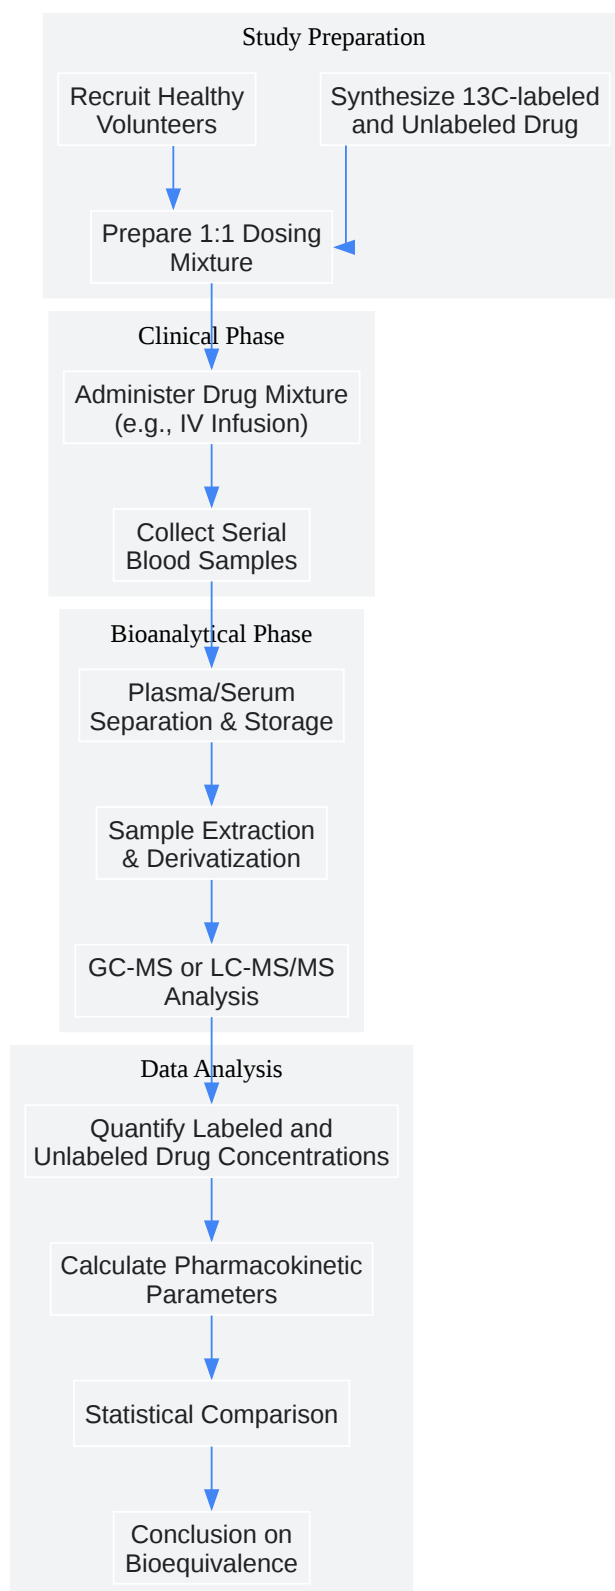 Study Preparation
Recruit Healthy
Volunteers
Synthesize 13C-labeled
and Unlabeled Drug
Prepare 1:1 Dosing
Mixture
Clinical Phase
Administer Drug Mixture
(e.g., IV Infusion)
Collect Serial
Blood Samples
Bioanalytical Phase
Plasma/Serum
Separation & Storage
Sample Extraction
& Derivatization
GC-MS or LC-MS/MS
Analysis
Data Analysis
Quantify Labeled and
Unlabeled Drug Concentrations
Calculate Pharmacokinetic
Parameters
Statistical Comparison
Conclusion on
Bioequivalence